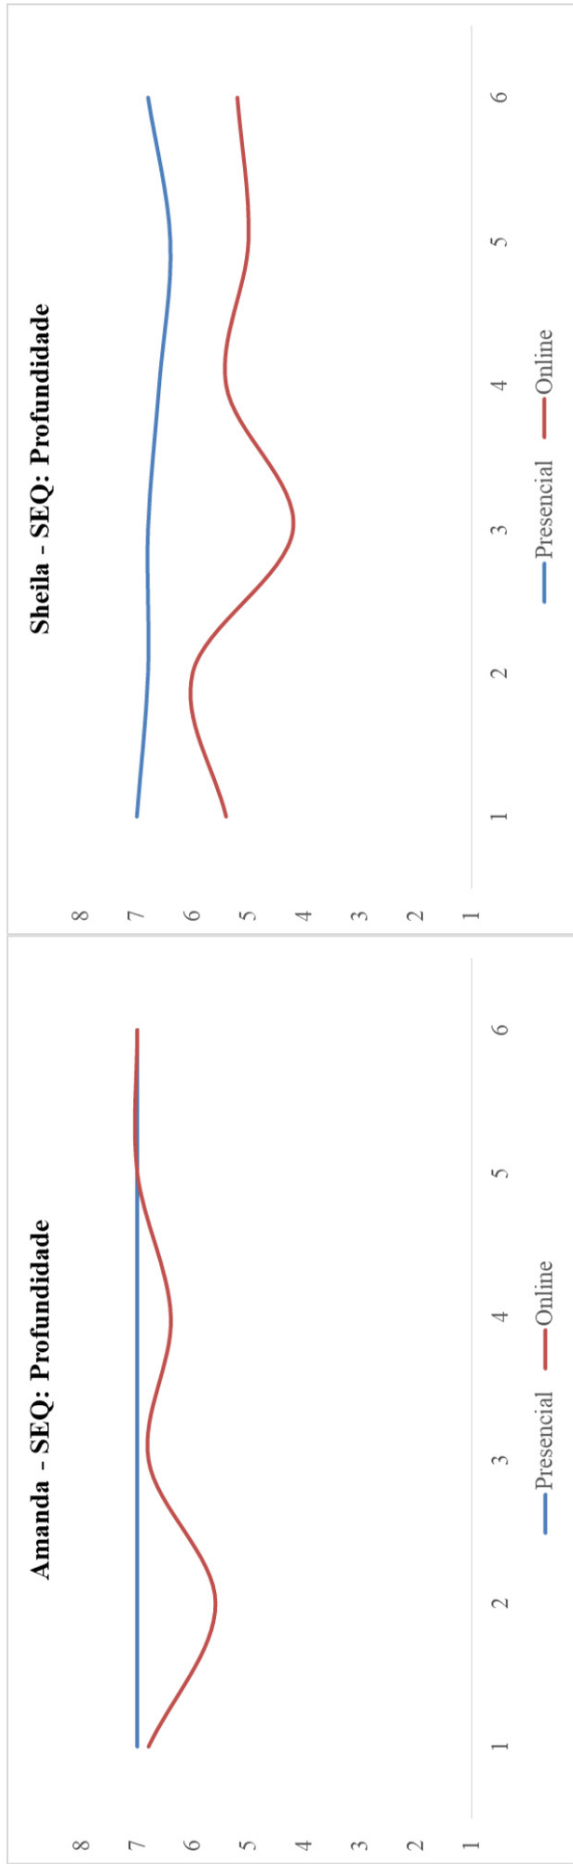 Amanda - SEQ: Profundidade
8
7
6
5
4
3
2
1
1 2 3 4 5 6
Presencial Online
Sheila - SEQ: Profundidade
8
7
6
5
4
3
2
1
1 2 3 4 5 6
Presencial Online